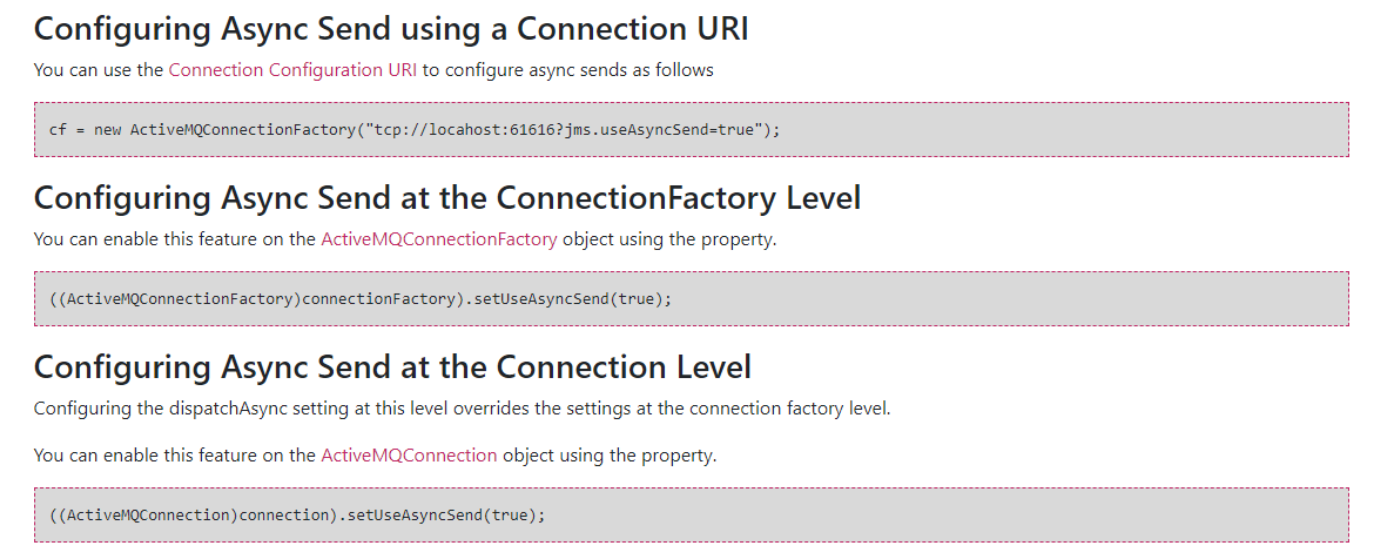 Configuring Async Send using a Connection URI
You can use the Connection Configuration URI to configure async sends as follows
cf = new ActiveMQConnectionFactory("tcp://locahost:61616?jms.useAsyncSend=true");
Configuring Async Send at the ConnectionFactory Level
You can enable this feature on the ActiveMQConnectionFactory object using the property.
((ActiveMQConnectionFactory)connectionFactory).setUseAsyncSend(true);
Configuring Async Send at the Connection Level
Configuring the dispatchAsync setting at this level overrides the settings at the connection factory level.
You can enable this feature on the ActiveMQConnection object using the property.
((ActiveMQConnection)connection).setUseAsyncSend(true);